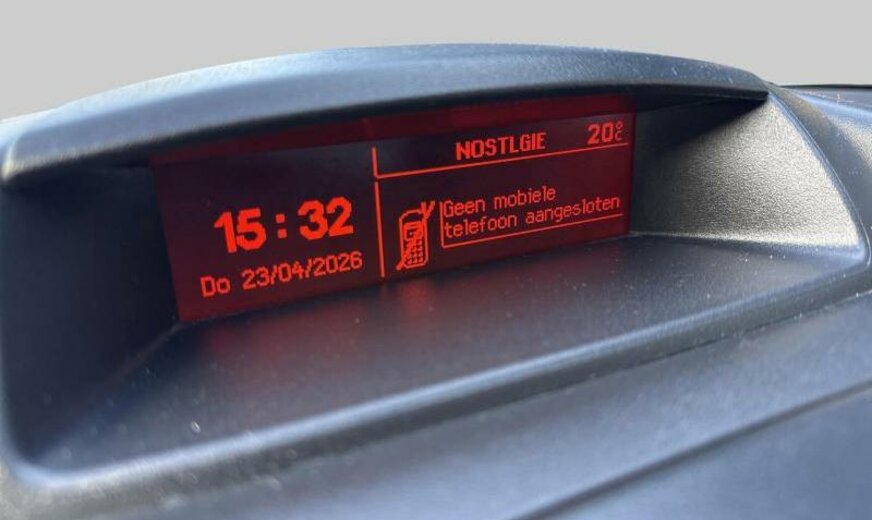 NOSTLGIE 20°C
15:32
Do 23/04/2026
Geen mobiele
telefoon aangesloten